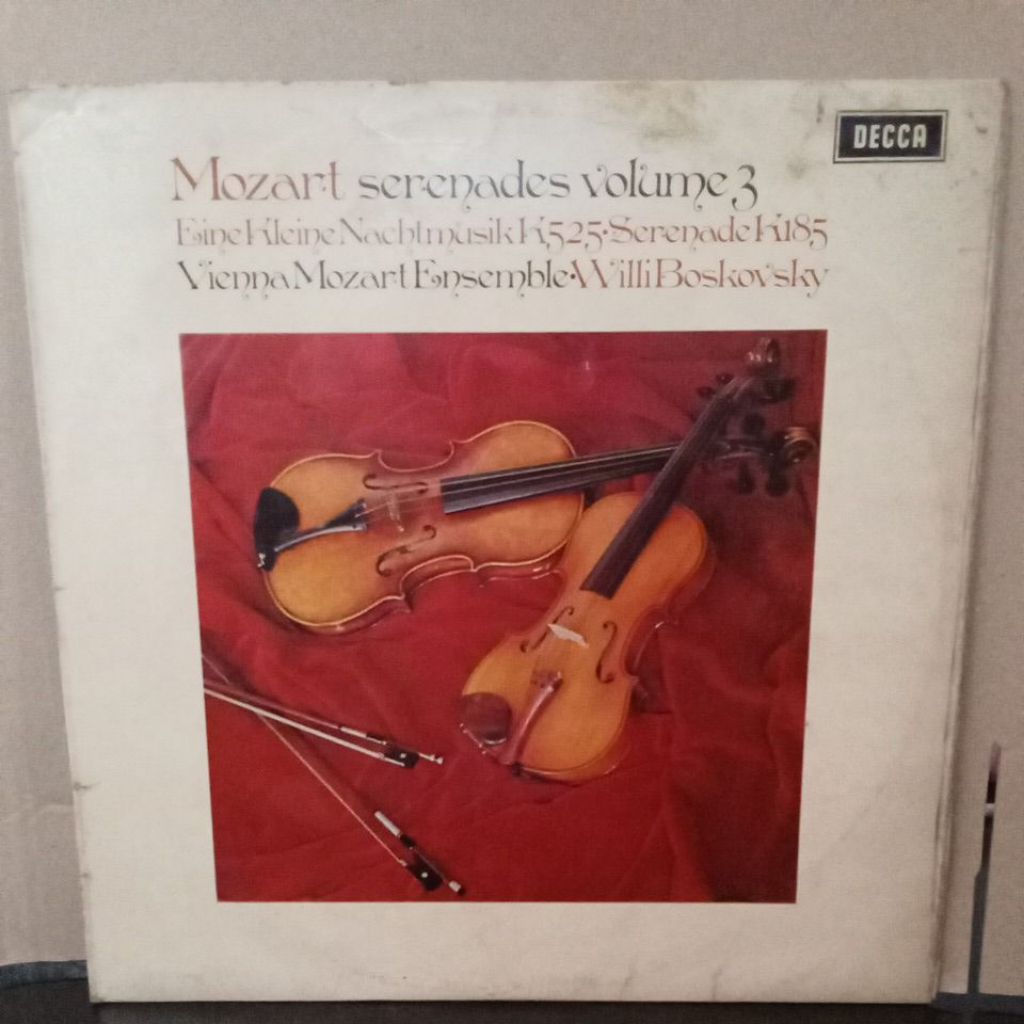 DECCA
Mozart serenades volume 3
Eine Kleine Nachtmusik K525·Serenade K185
Vienna Mozart Ensemble·Willi Boskovsky